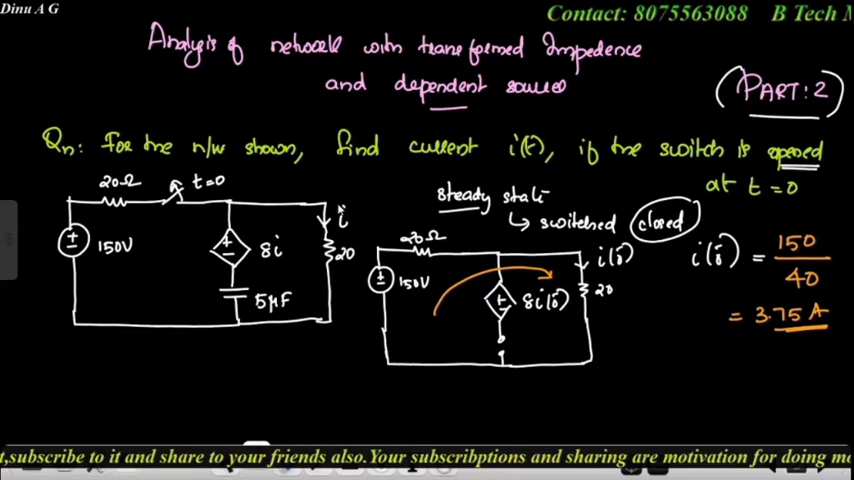 Dinu A G
Contact: 8075563088 B Tech
Analysis of network with transformed Impedence
and dependent source
(PART: 2)
Qn: For the n/w shown, find current i(t), if the switch is opened
at t = 0
20Ω t=0
150V
8i
5μF
i
20
steady state
↳ switched closed
20Ω
150V
8i(0⁻)
i(0⁻)
20
i(0⁻) = 150
40
= 3.75 A
t,subscribe to it and share to your friends also.Your subscribptions and sharing are motivation for doing mo